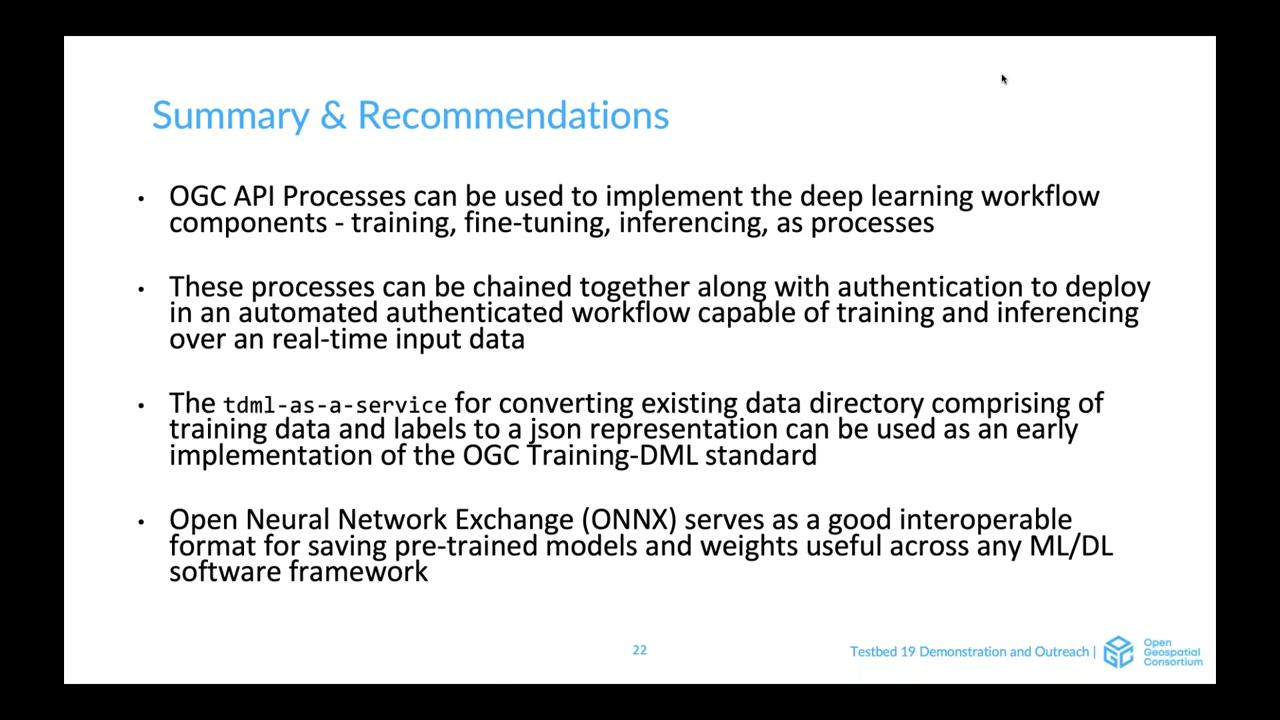 Summary & Recommendations
• OGC API Processes can be used to implement the deep learning workflow
components - training, fine-tuning, inferencing, as processes
• These processes can be chained together along with authentication to deploy
in an automated authenticated workflow capable of training and inferencing
over an real-time input data
• The tdml-as-a-service for converting existing data directory comprising of
training data and labels to a json representation can be used as an early
implementation of the OGC Training-DML standard
• Open Neural Network Exchange (ONNX) serves as a good interoperable
format for saving pre-trained models and weights useful across any ML/DL
software framework
22
Testbed 19 Demonstration and Outreach |
Open
Geospatial
Consortium